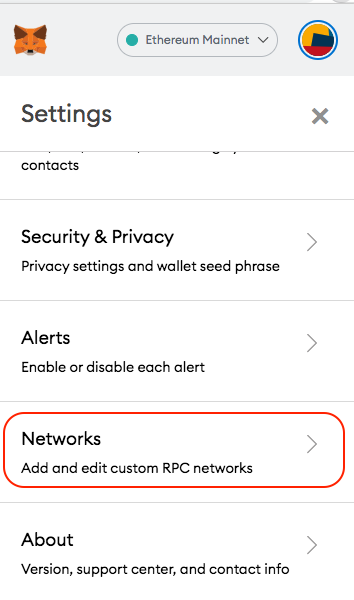 Ethereum Mainnet
Settings
contacts
Security & Privacy
Privacy settings and wallet seed phrase
Alerts
Enable or disable each alert
Networks
Add and edit custom RPC networks
About
Version, support center, and contact info